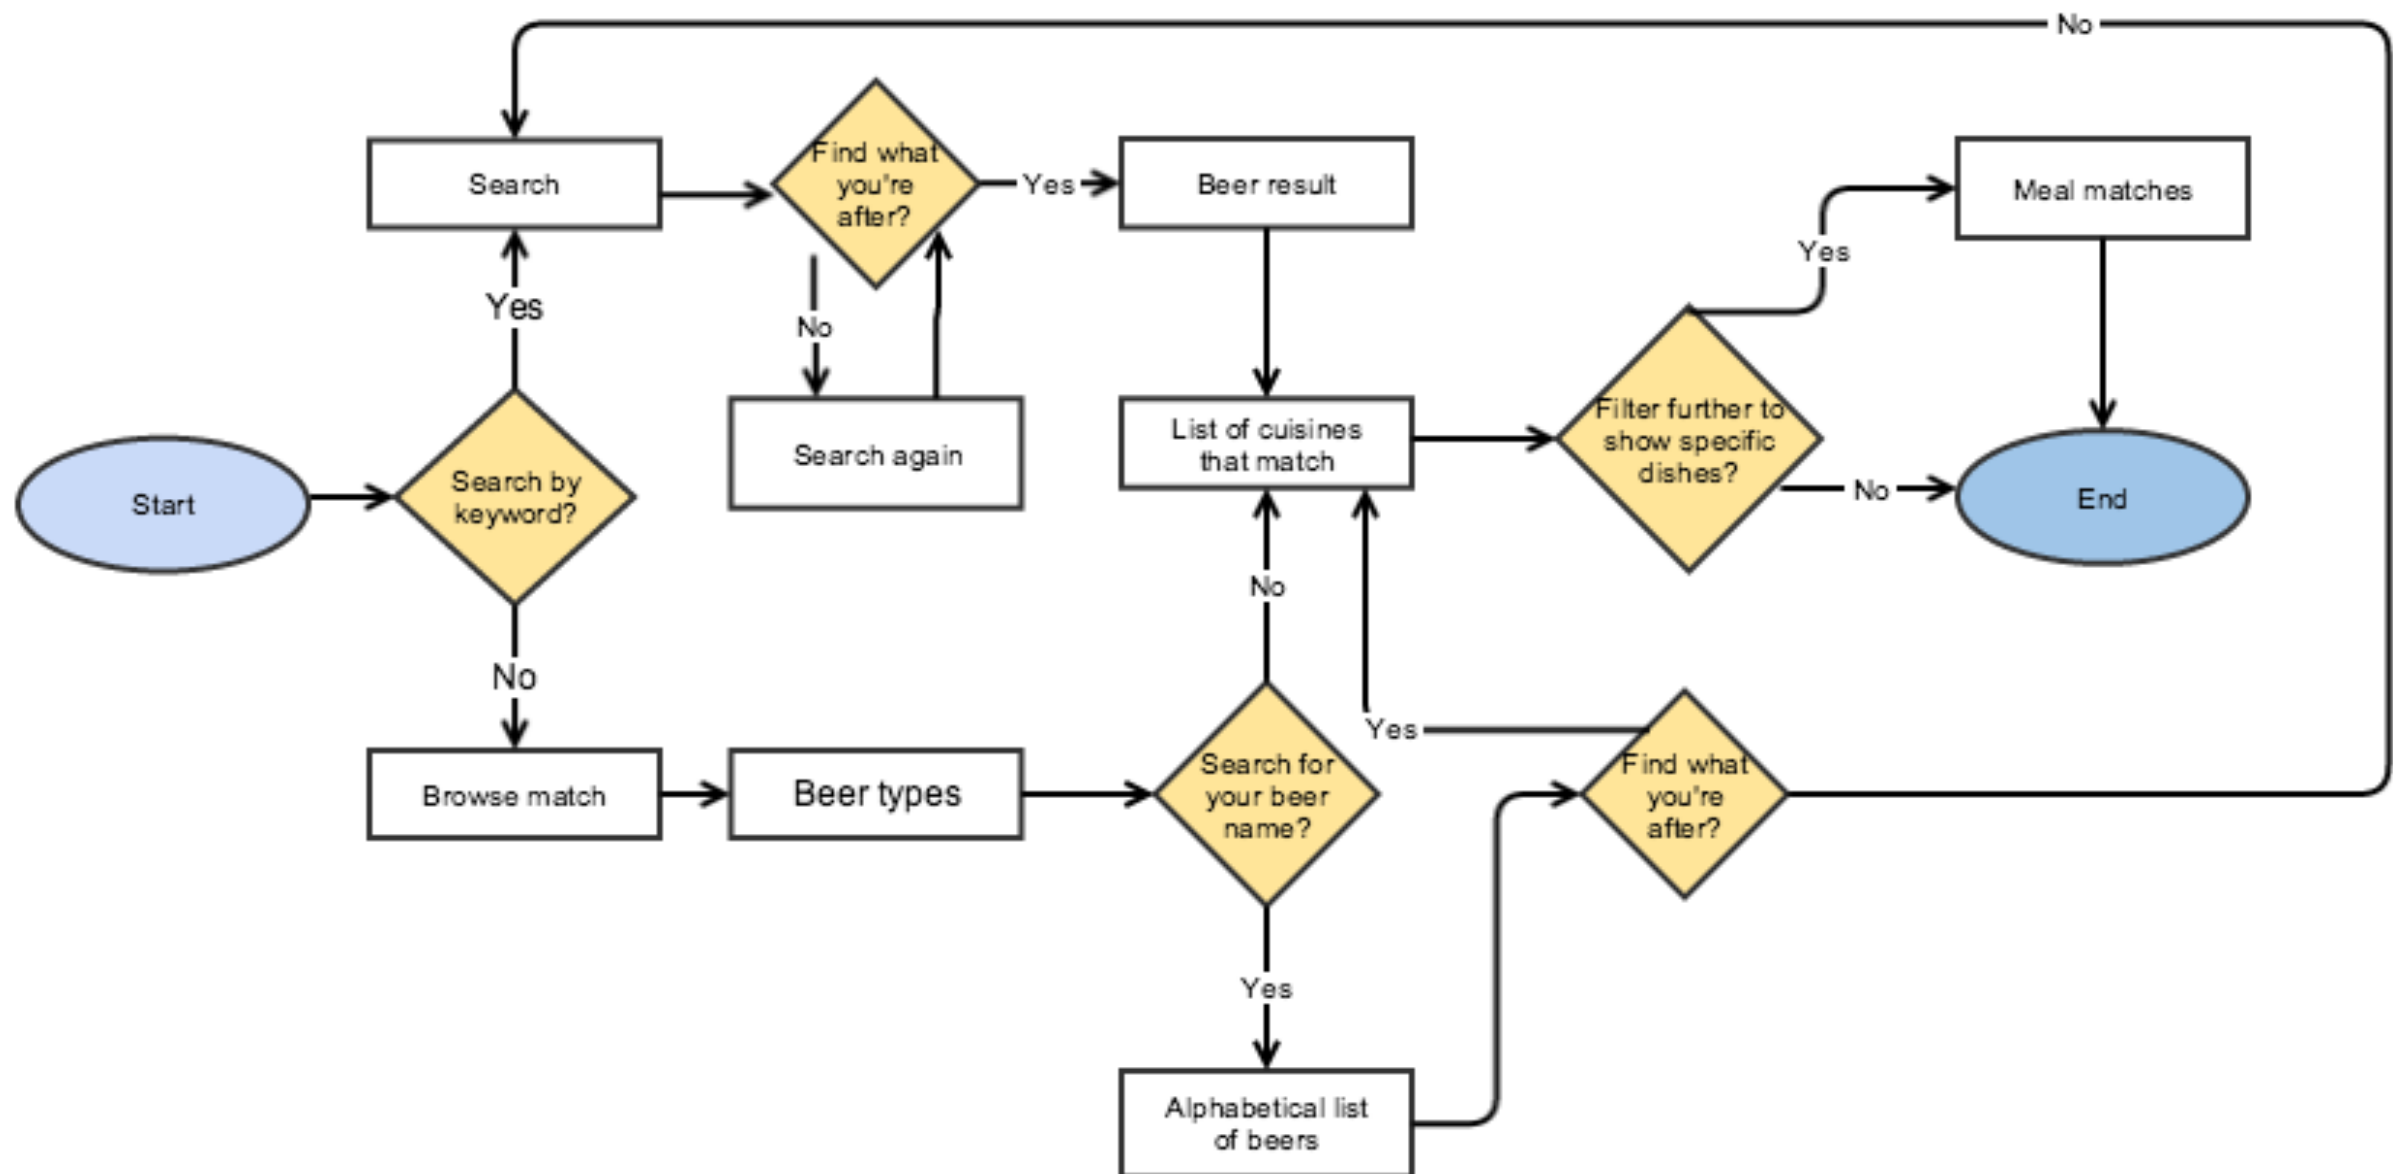 No
Find what
you're
after?
Search
Yes
Beer result
Meal matches
Yes
Yes
No
Filter further to
show specific
dishes?
List of cuisines
that match
Search again
Search by
keyword?
Start
No
End
No
No
Yes
Search for
your beer
name?
Find what
you're
after?
Browse match
Beer types
Yes
Alphabetical list
of beers